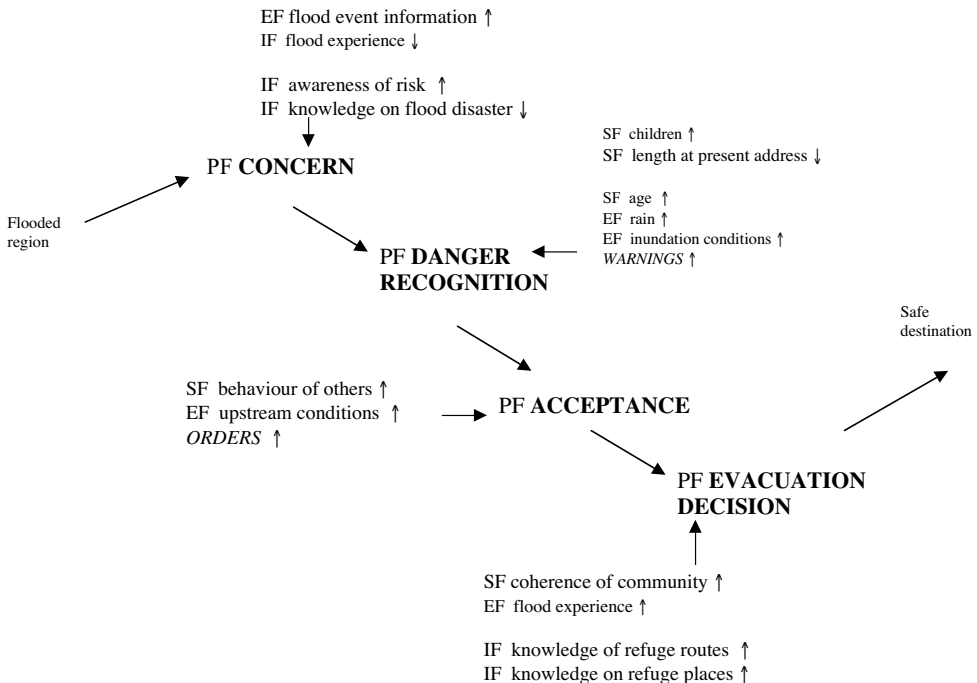 EF flood event information ↑
IF flood experience ↓
IF awareness of risk ↑
IF knowledge on flood disaster ↓
PF CONCERN
Flooded
region
SF children ↑
SF length at present address ↓
SF age ↑
EF rain ↑
EF inundation conditions ↑
WARNINGS ↑
PF DANGER
RECOGNITION
Safe
destination
SF behaviour of others ↑
EF upstream conditions ↑
ORDERS ↑
PF ACCEPTANCE
PF EVACUATION
DECISION
SF coherence of community ↑
EF flood experience ↑
IF knowledge of refuge routes ↑
IF knowledge on refuge places ↑